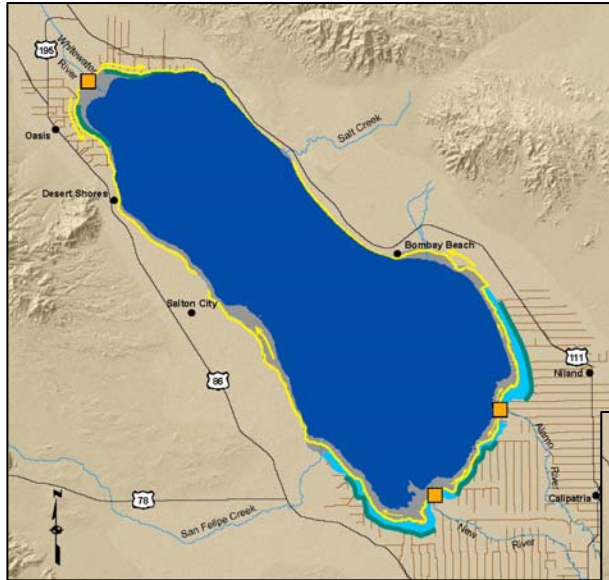 195
Whitewater
River
Oasis
Salt Creek
Desert Shores
Bombay Beach
Salton City
111
Niland
86
Alamo
River
Calipatria
78
San Felipe Creek
New
River
N